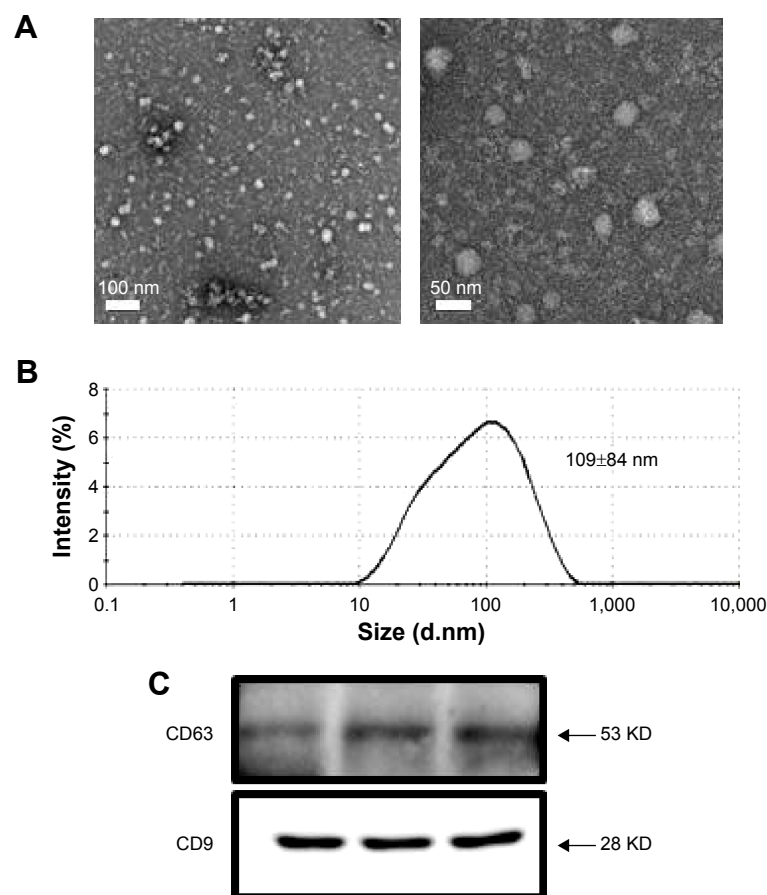 A
100 nm
50 nm
B
8
6
4
2
0
Intensity (%)
109±84 nm
0.1 1 10 100 1,000 10,000
Size (d.nm)
C
CD63 53 KD
CD9 28 KD